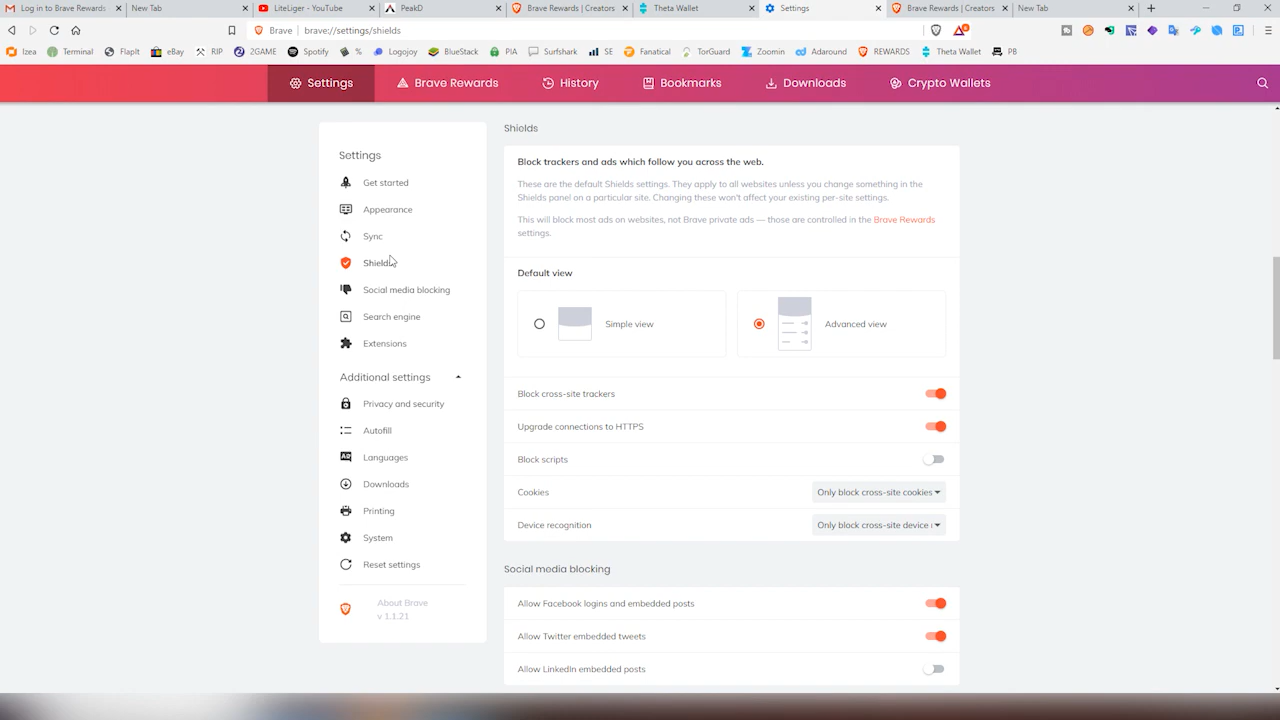 Log in to Brave Rewards
New Tab
LiteLiger - YouTube
PeakD
Brave Rewards | Creators
Theta Wallet
Settings
Brave Rewards | Creators
New Tab
Brave
brave://settings/shields
Izea
Terminal
FlapIt
eBay
RIP
2GAME
Spotify
%
Logojoy
BlueStack
PIA
Surfshark
SE
Fanatical
TorGuard
Zoomin
Adaround
REWARDS
Theta Wallet
PB
Settings
Brave Rewards
History
Bookmarks
Downloads
Crypto Wallets
Settings
Get started
Appearance
Sync
Shields
Social media blocking
Search engine
Extensions
Additional settings
Privacy and security
Autofill
Languages
Downloads
Printing
System
Reset settings
About Brave
v 1.1.21
Shields
Block trackers and ads which follow you across the web.
These are the default Shields settings. They apply to all websites unless you change something in the
Shields panel on a particular site. Changing these won't affect your existing per-site settings.
This will block most ads on websites, not Brave private ads — those are controlled in the Brave Rewards
settings.
Default view
Simple view
Advanced view
Block cross-site trackers
Upgrade connections to HTTPS
Block scripts
Cookies
Only block cross-site cookies
Device recognition
Only block cross-site device r
Social media blocking
Allow Facebook logins and embedded posts
Allow Twitter embedded tweets
Allow LinkedIn embedded posts